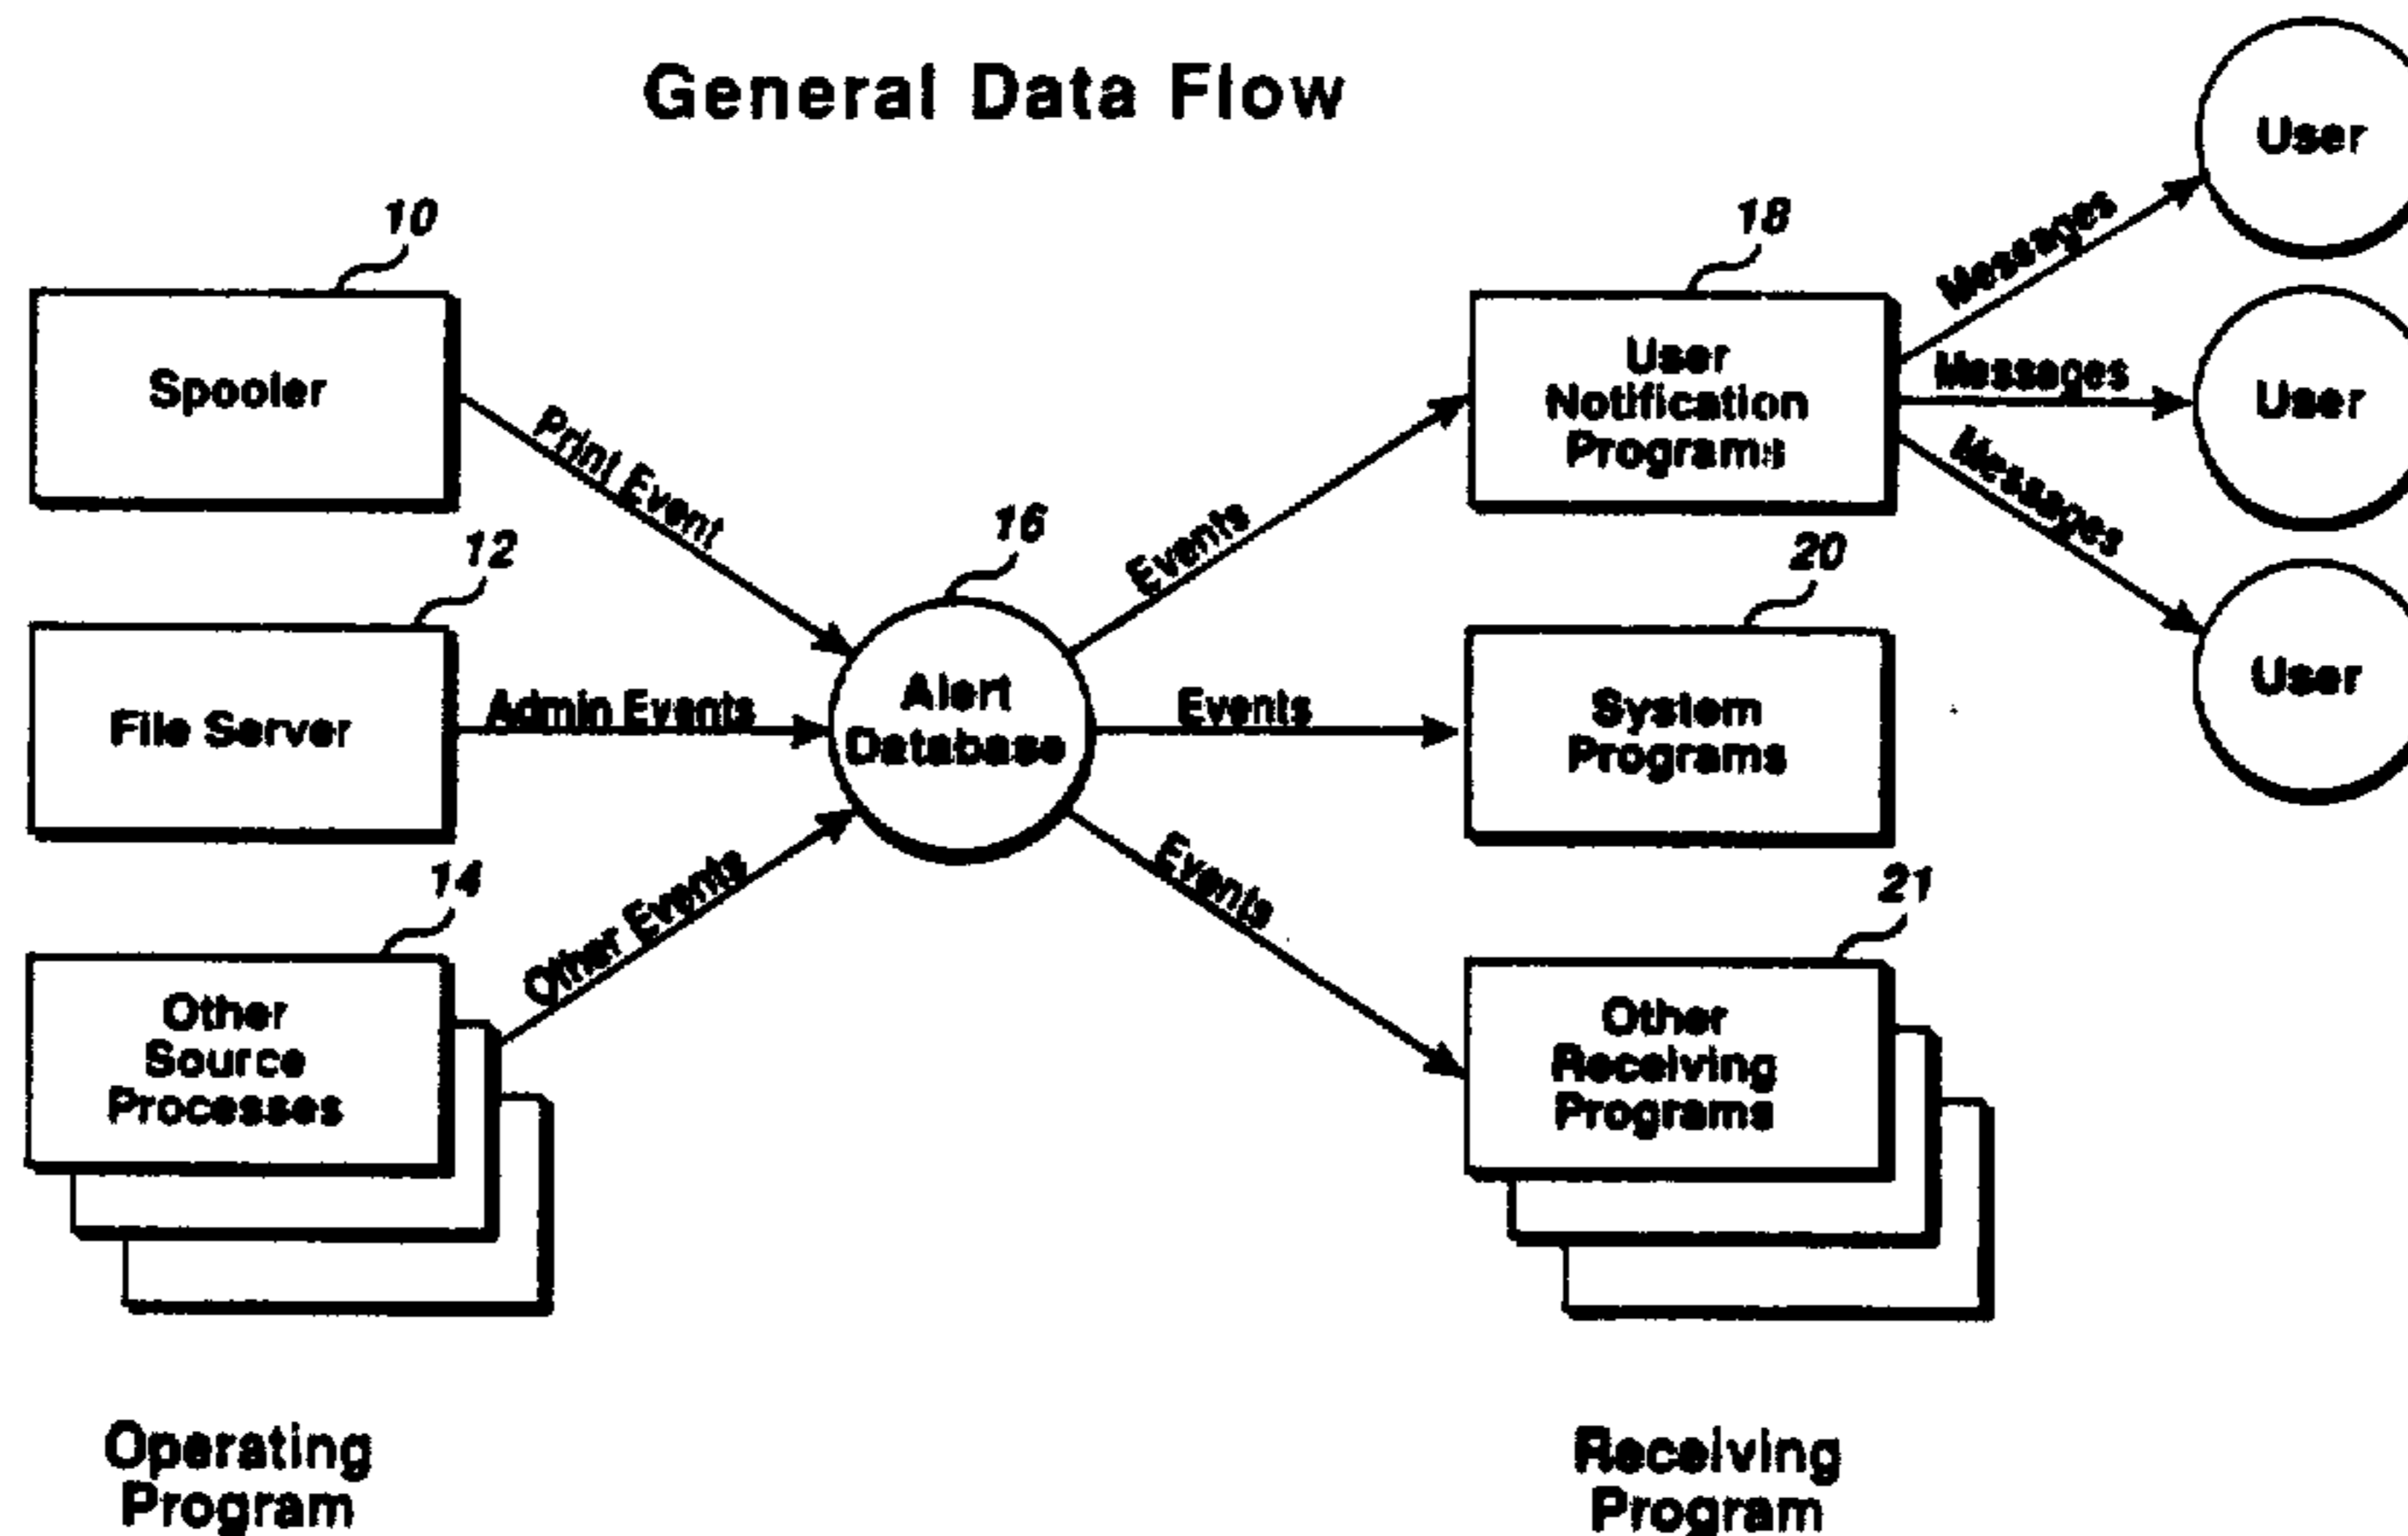 General Data Flow
10
Spooler
Print Event
12
File Server
Admin Events
14
Other
Source
Processes
Other Events
16
Alert
Database
Events
Events
Events
18
User
Notification
Programs
20
System
Programs
21
Other
Receiving
Programs
Messages
Messages
Messages
User
User
User
Operating
Program
Receiving
Program